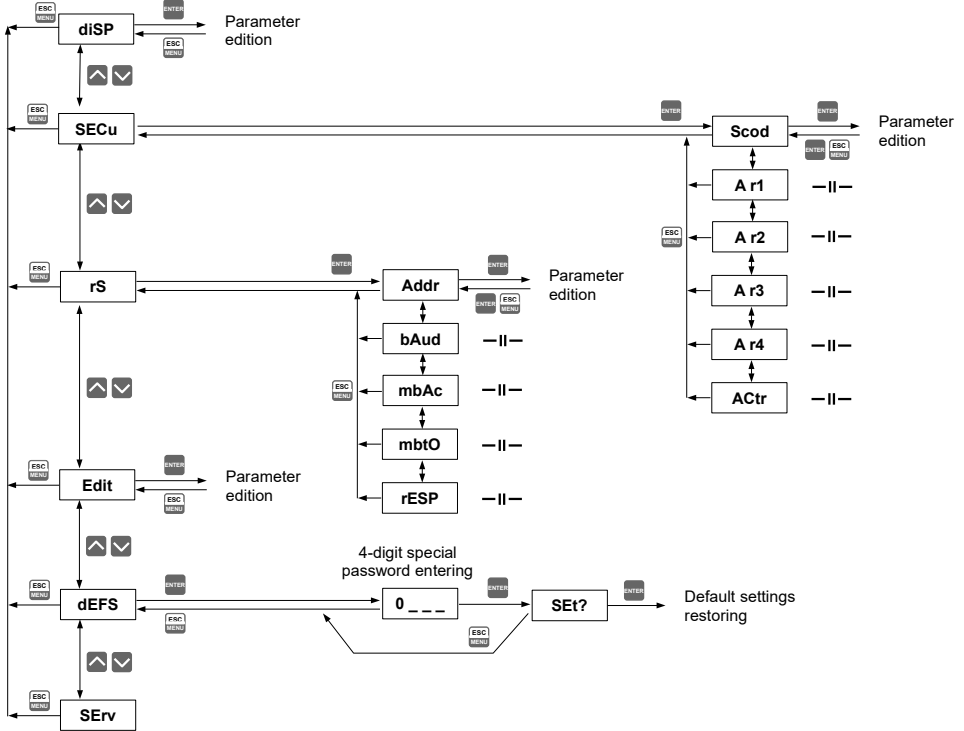 ESC
MENU
diSP
ENTER
ESC
MENU
Parameter
edition
ESC
MENU
SECu
ENTER
Scod
ENTER
ENTER
ESC
MENU
Parameter
edition
A r1
—II—
ESC
MENU
A r2
—II—
A r3
—II—
A r4
—II—
ACtr
—II—
ESC
MENU
rS
ENTER
Addr
ENTER
ENTER
ESC
MENU
Parameter
edition
bAud
—II—
ESC
MENU
mbAc
—II—
mbtO
—II—
rESP
—II—
ESC
MENU
Edit
ENTER
ESC
MENU
Parameter
edition
ESC
MENU
dEFS
ENTER
ESC
MENU
4-digit special
password entering
0 _ _ _
ENTER
ESC
MENU
SEt?
ENTER
Default settings
restoring
ESC
MENU
SErv